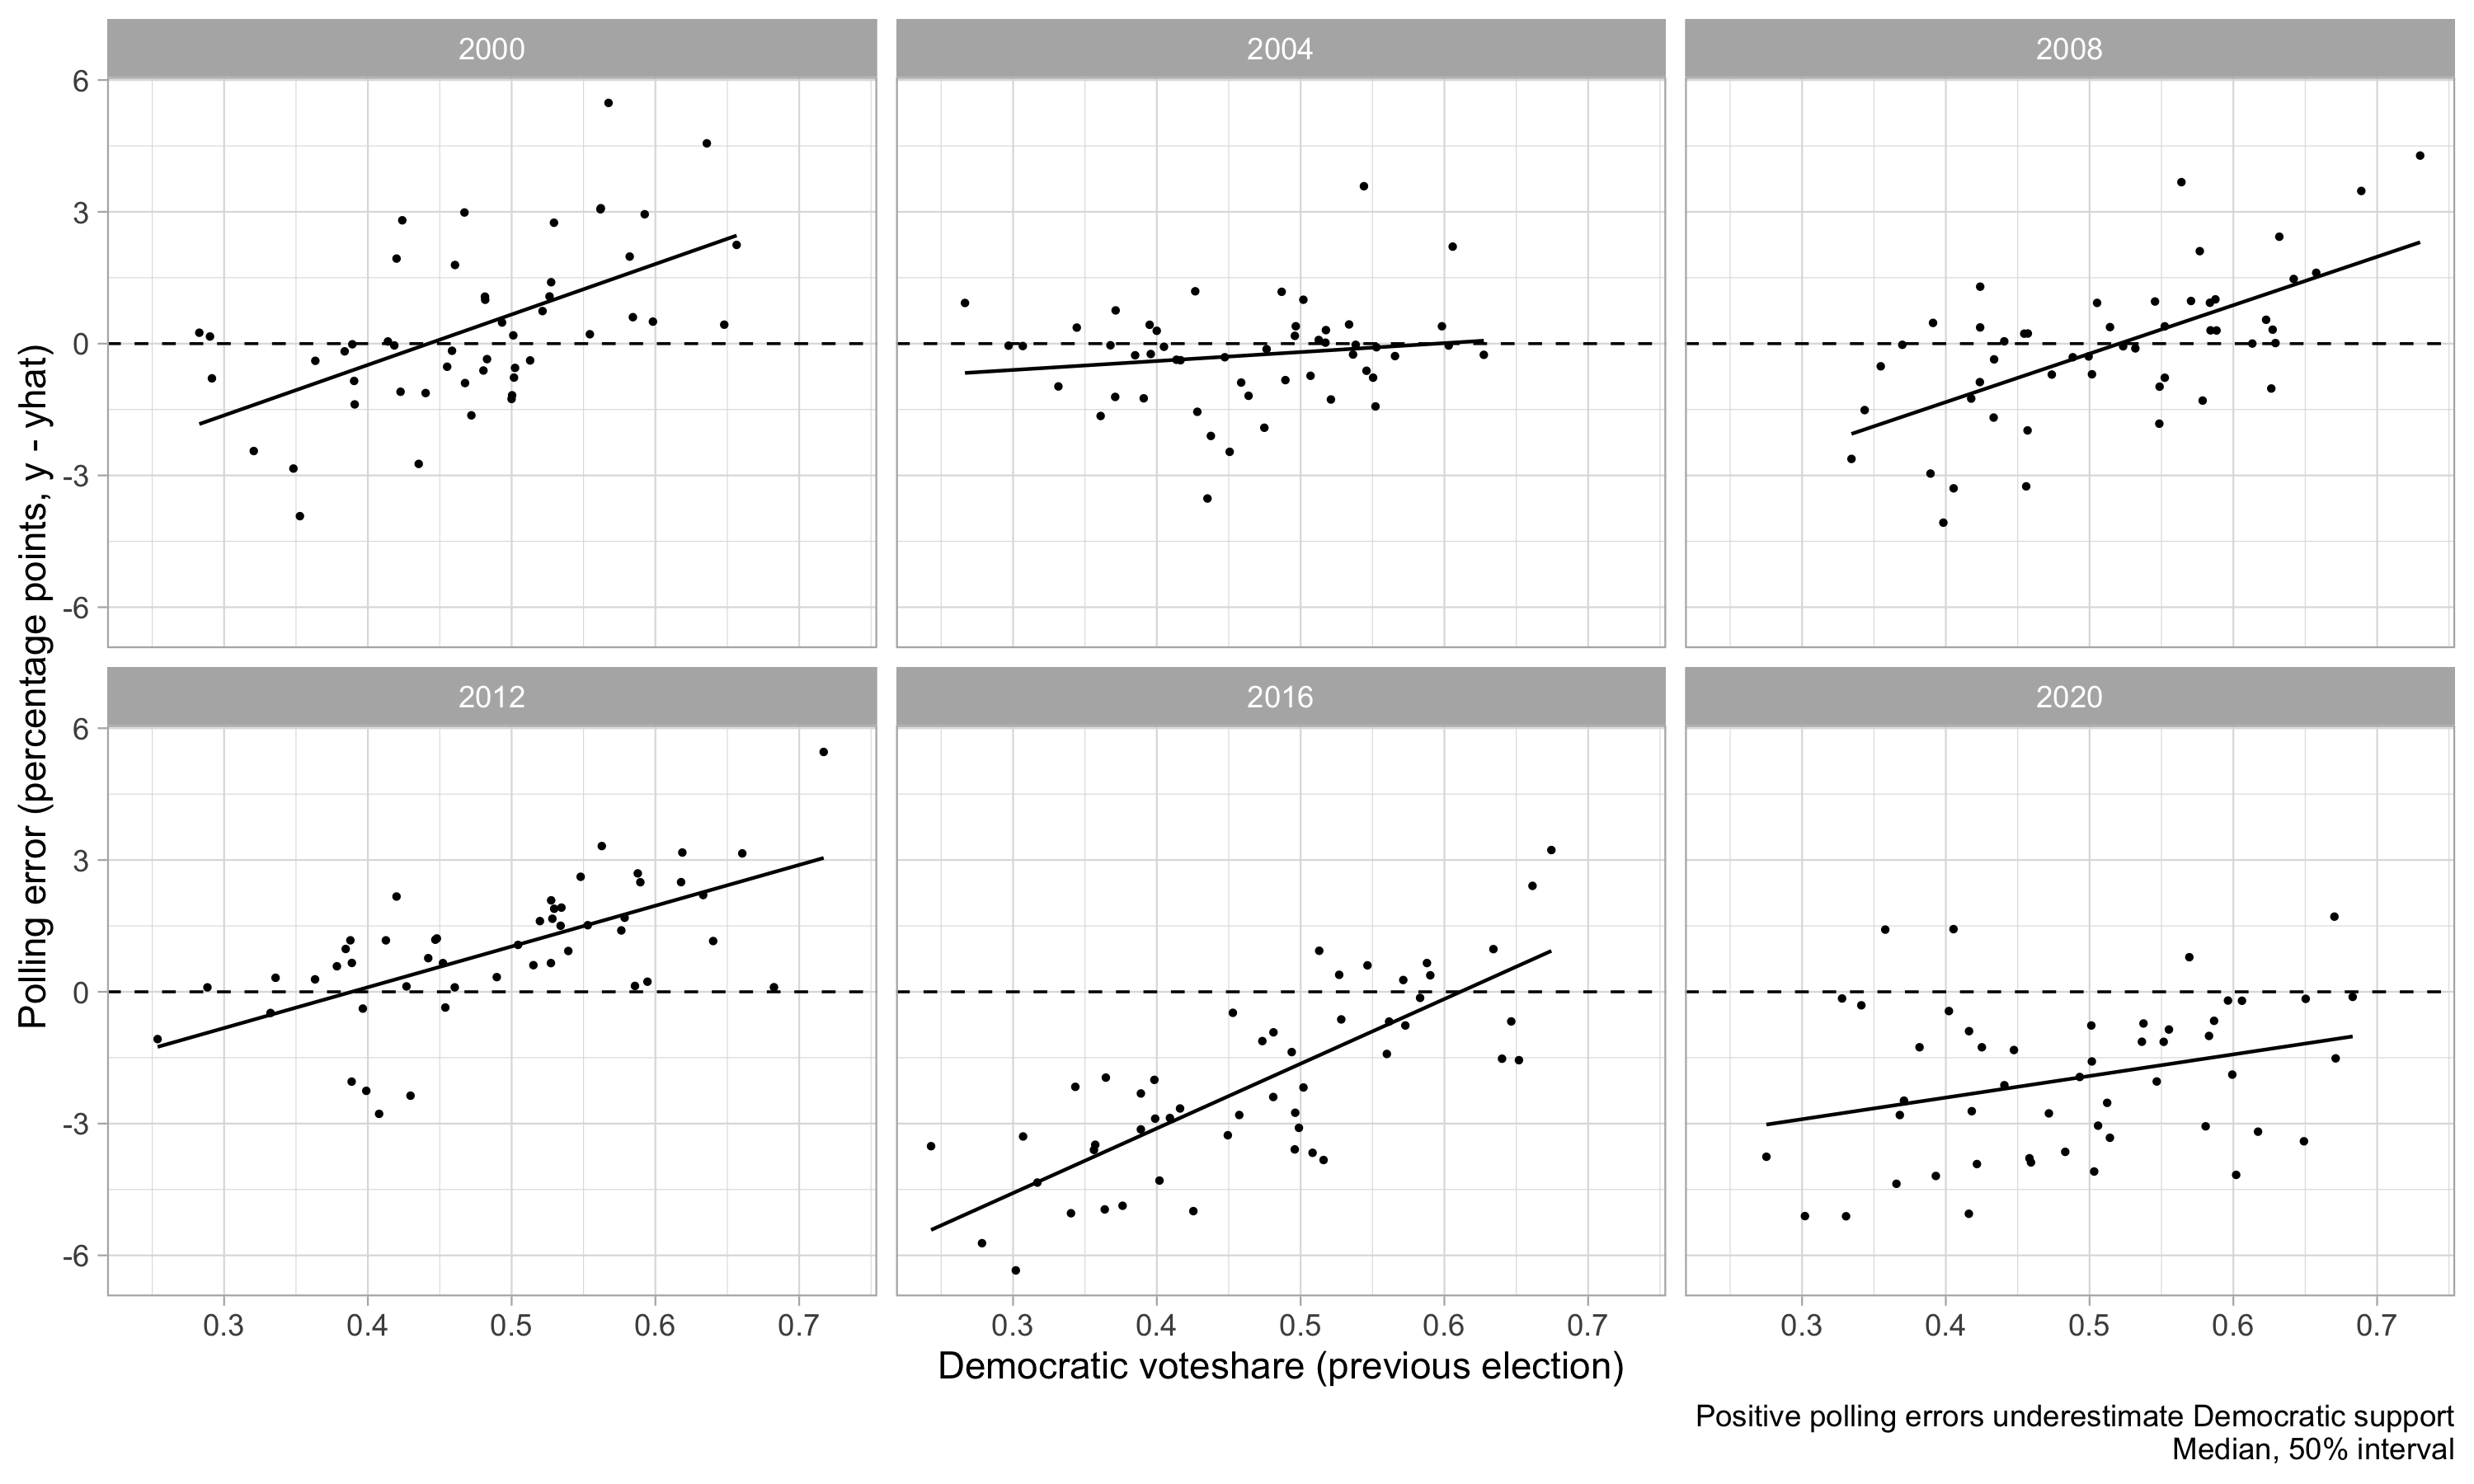 2000 2004 2008
6
3
0
-3
-6
2012 2016 2020
6
3
0
-3
-6
0.3 0.4 0.5 0.6 0.7 0.3 0.4 0.5 0.6 0.7 0.3 0.4 0.5 0.6 0.7
Polling error (percentage points, y - yhat)
Democratic voteshare (previous election)
Positive polling errors underestimate Democratic support
Median, 50% interval